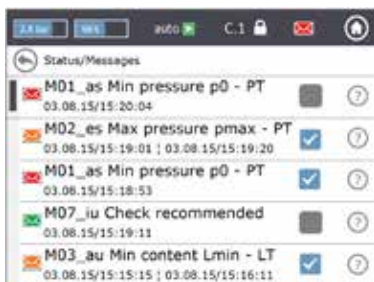 auto C.1
Status/Messages
M01_as Min pressure p0 - PT
03.08.15/15:20:04
M02_es Max pressure pmax - PT
03.08.15/15:19:01 ¦ 03.08.15/15:19:20
M01_as Min pressure p0 - PT
03.08.15/15:18:53
?
M07_iu Check recommended
03.08.15/15:19:11
?
M03_au Min content Lmin - LT
03.08.15/15:15:15 ¦ 03.08.15/15:16:11